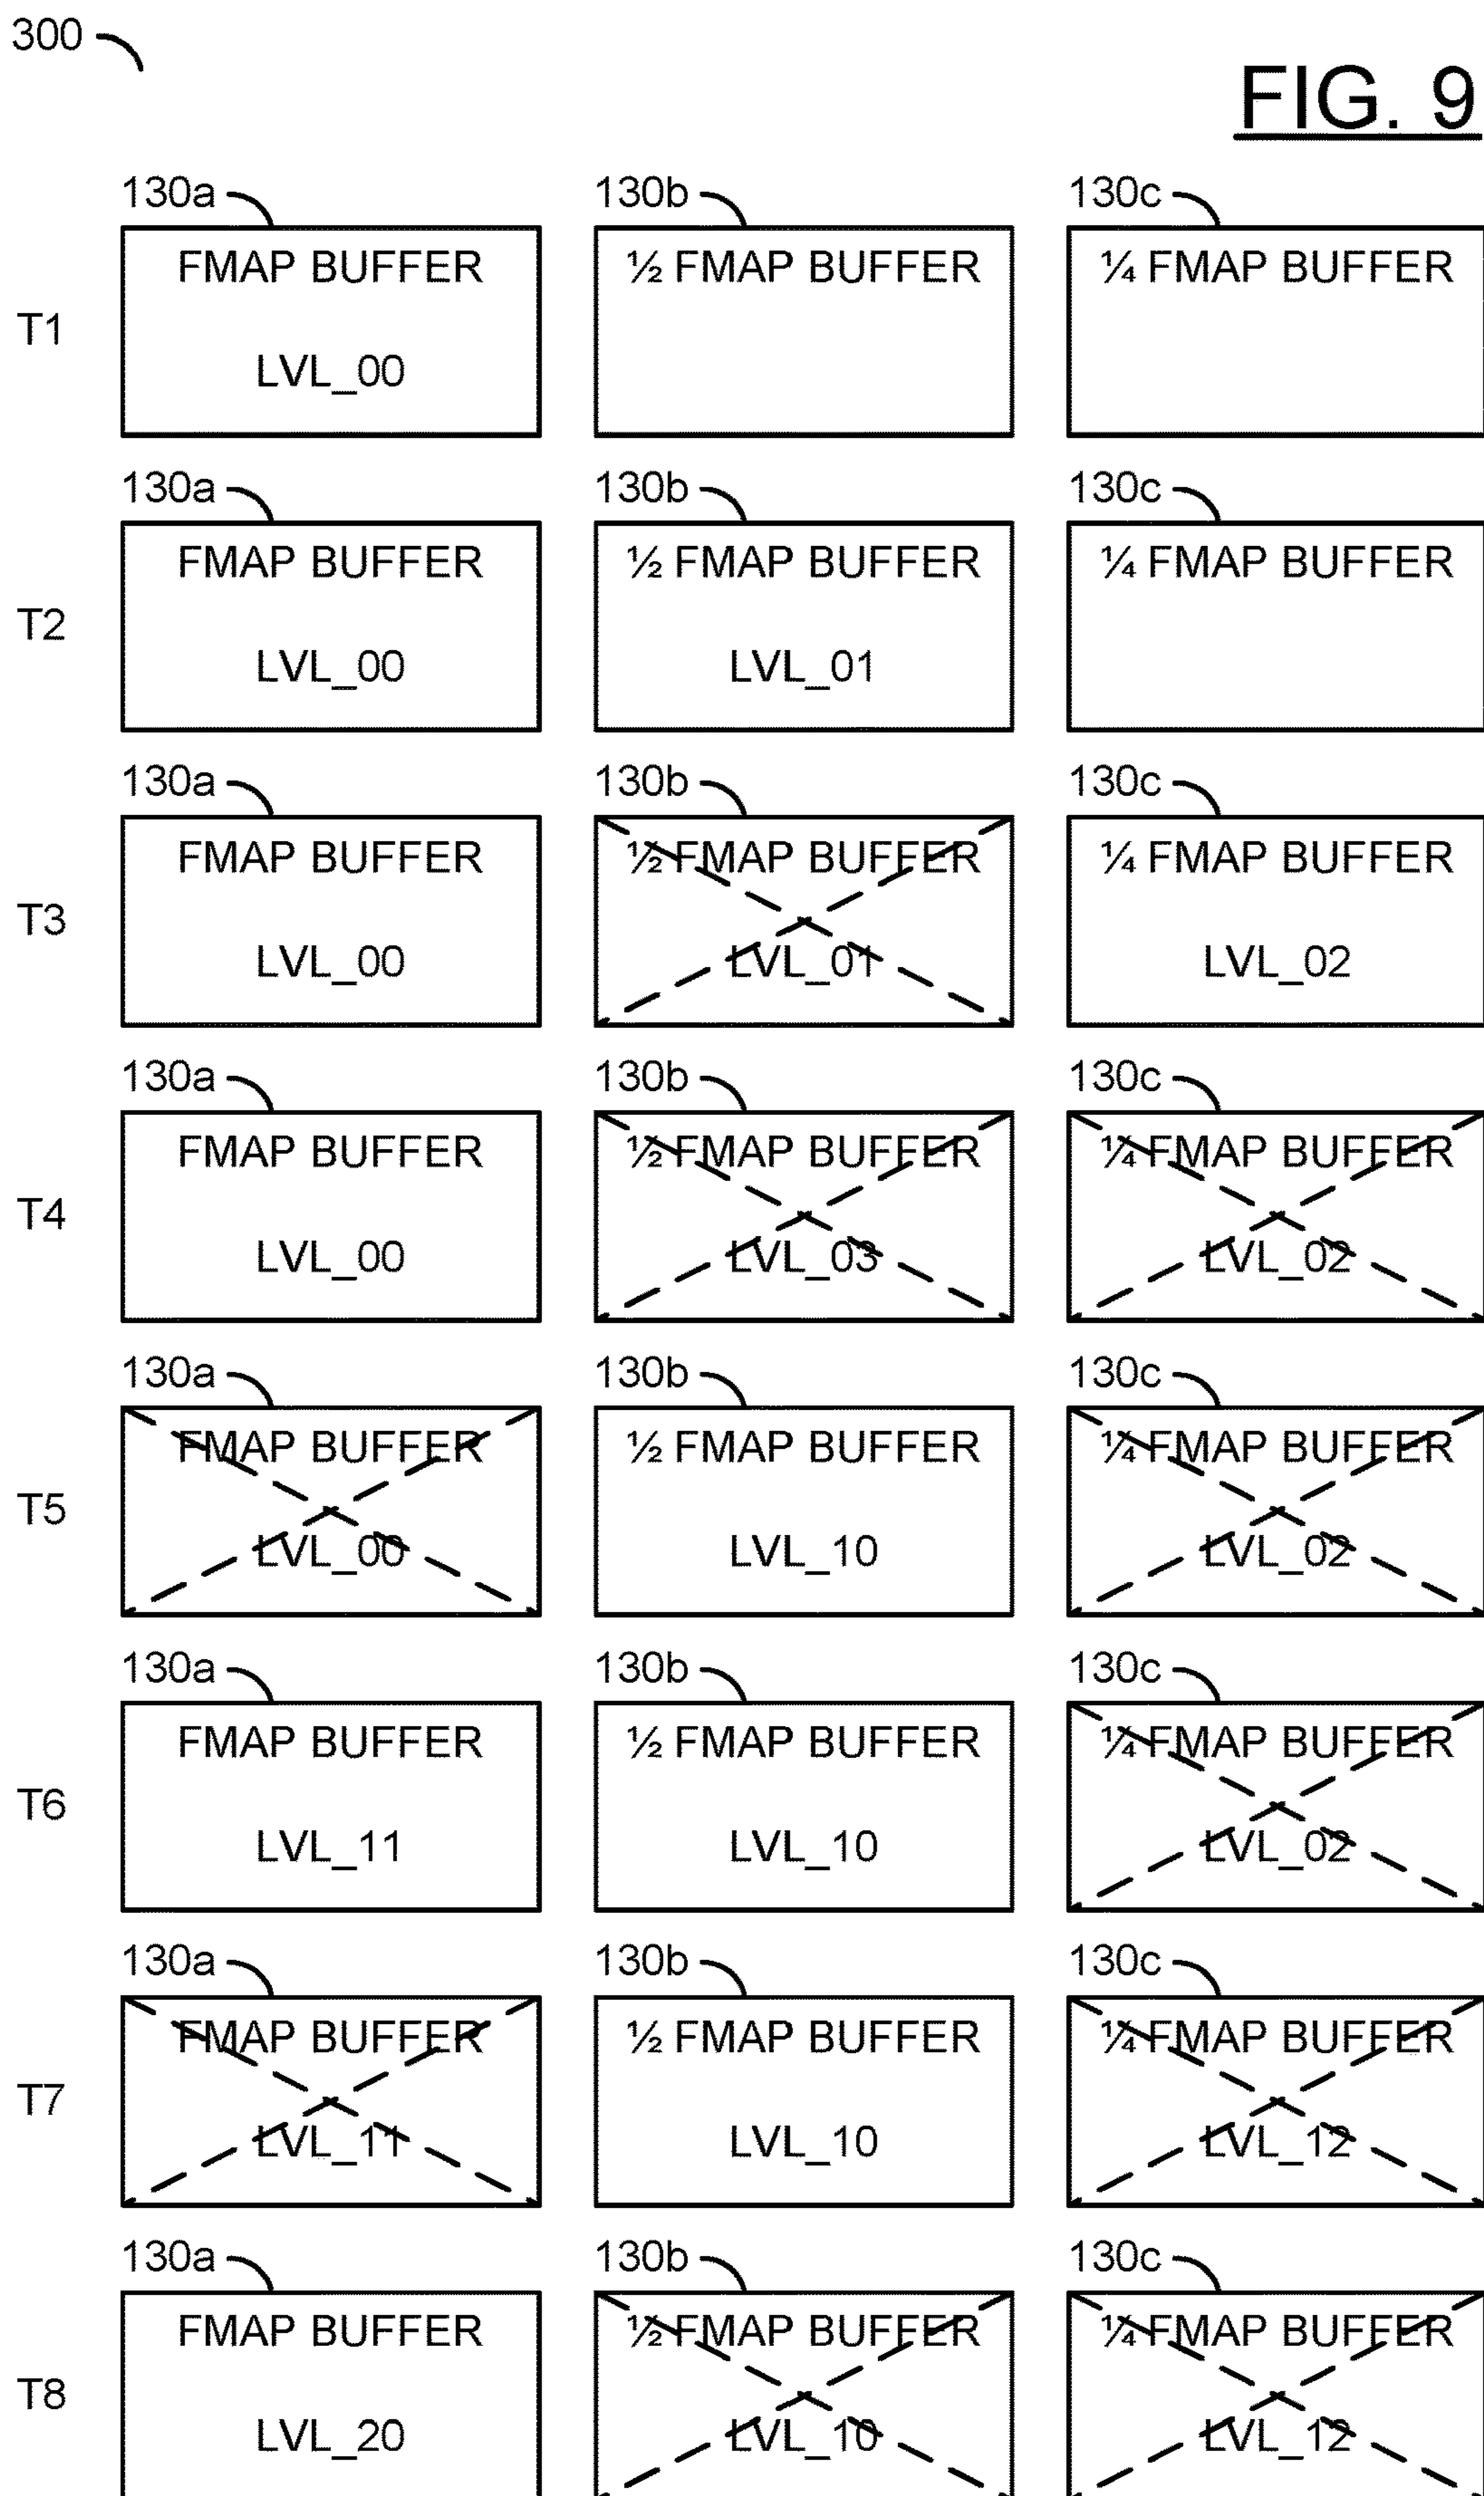 300
FIG. 9
130a 130b 130c
FMAP BUFFER ½ FMAP BUFFER ¼ FMAP BUFFER
T1
LVL_00
130a 130b 130c
FMAP BUFFER ½ FMAP BUFFER ¼ FMAP BUFFER
T2
LVL_00 LVL_01
130a 130b 130c
FMAP BUFFER ½ FMAP BUFFER ¼ FMAP BUFFER
T3
LVL_00 LVL_01 LVL_02
130a 130b 130c
FMAP BUFFER ½ FMAP BUFFER ¼ FMAP BUFFER
T4
LVL_00 LVL_03 LVL_02
130a 130b 130c
FMAP BUFFER ½ FMAP BUFFER ¼ FMAP BUFFER
T5
LVL_00 LVL_10 LVL_02
130a 130b 130c
FMAP BUFFER ½ FMAP BUFFER ¼ FMAP BUFFER
T6
LVL_11 LVL_10 LVL_02
130a 130b 130c
FMAP BUFFER ½ FMAP BUFFER ¼ FMAP BUFFER
T7
LVL_11 LVL_10 LVL_12
130a 130b 130c
FMAP BUFFER ½ FMAP BUFFER ¼ FMAP BUFFER
T8
LVL_20 LVL_10 LVL_12